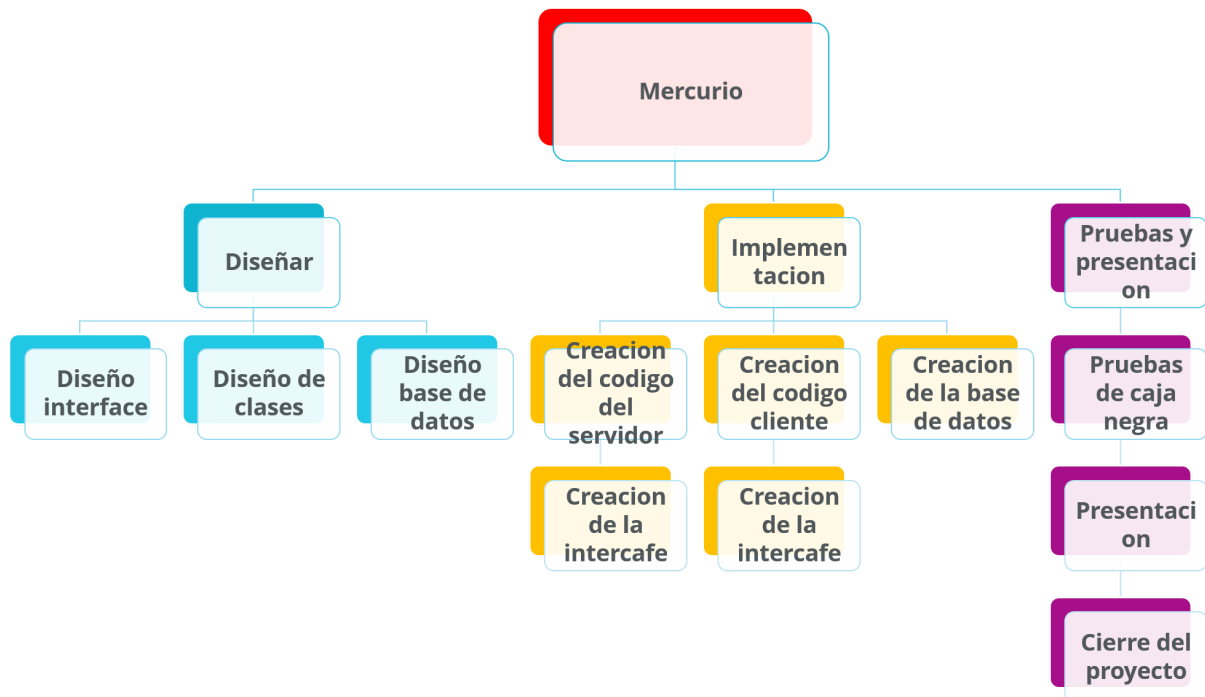 Mercurio
Diseñar
Implemen
tacion
Pruebas y
presentaci
on
Diseño
interface
Diseño de
clases
Diseño
base de
datos
Creacion
del codigo
del
servidor
Creacion
del codigo
cliente
Creacion
de la base
de datos
Pruebas
de caja
negra
Creacion
de la
intercafe
Creacion
de la
intercafe
Presentaci
on
Cierre del
proyecto